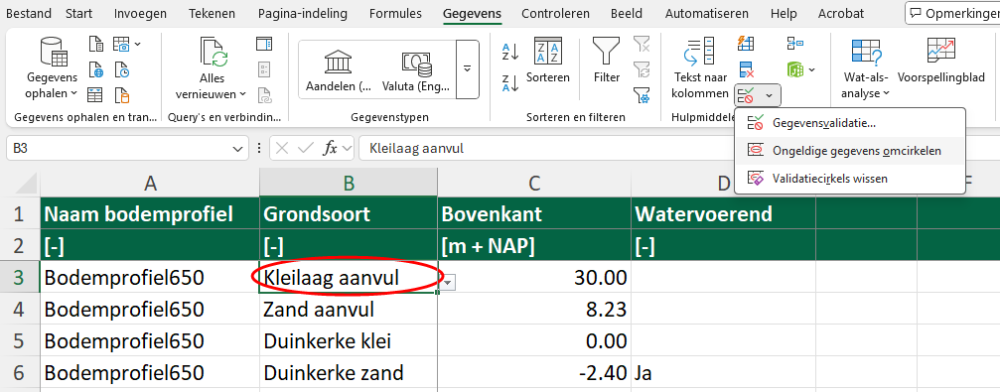 Bestand Start Invoegen Tekenen Pagina-indeling Formules Gegevens Controleren Beeld Automatiseren Help Acrobat Opmerkingen
Gegevens ophalen
Alles vernieuwen
Aandelen (...
Valuta (Eng...
Sorteren
Filter
Tekst naar kolommen
Wat-als-analyse
Voorspellingblad
Gegevens ophalen en tran...
Query's en verbindin...
Gegevenstypen
Sorteren en filteren
Hulpmiddele
Gegevensvalidatie...
Ongeldige gegevens omcirkelen
Validatiecirkels wissen
B3 fx Kleilaag aanvul
A B C D F
1 Naam bodemprofiel Grondsoort Bovenkant Watervoerend
2 [-] [-] [m + NAP] [-]
3 Bodemprofiel650 Kleilaag aanvul 30.00
4 Bodemprofiel650 Zand aanvul 8.23
5 Bodemprofiel650 Duinkerke klei 0.00
6 Bodemprofiel650 Duinkerke zand -2.40 Ja